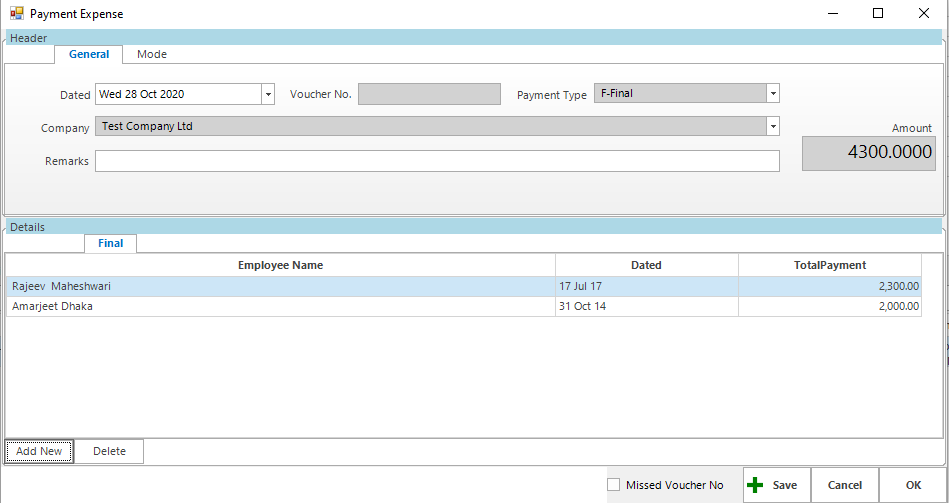 Payment Expense
Header
General Mode
Dated Wed 28 Oct 2020 Voucher No. Payment Type F-Final
Company Test Company Ltd Amount
Remarks 4300.0000
Details
Final
Employee Name Dated TotalPayment
Rajeev  Maheshwari 17 Jul 17 2,300.00
Amarjeet Dhaka 31 Oct 14 2,000.00
Add New Delete
Missed Voucher No Save Cancel OK